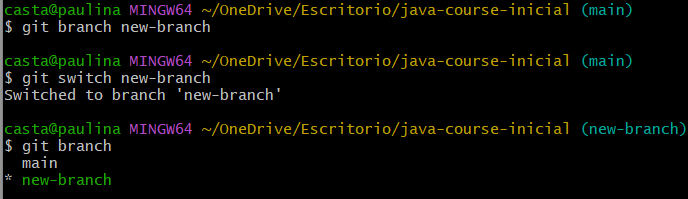 casta@paulina MINGW64 ~/OneDrive/Escritorio/java-course-inicial (main)
$ git branch new-branch
casta@paulina MINGW64 ~/OneDrive/Escritorio/java-course-inicial (main)
$ git switch new-branch
Switched to branch 'new-branch'
casta@paulina MINGW64 ~/OneDrive/Escritorio/java-course-inicial (new-branch)
$ git branch
  main
* new-branch